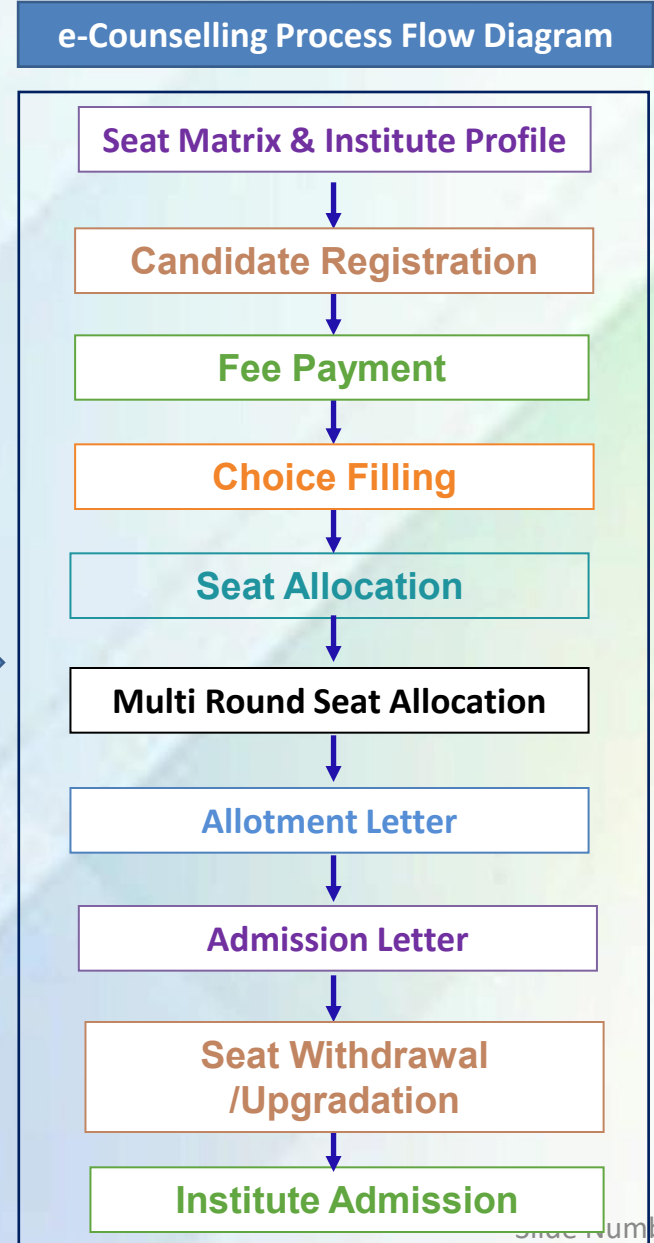 e-Counselling Process Flow Diagram
Seat Matrix & Institute Profile
Candidate Registration
Fee Payment
Choice Filling
Seat Allocation
Multi Round Seat Allocation
Allotment Letter
Admission Letter
Seat Withdrawal
/Upgradation
Institute Admission